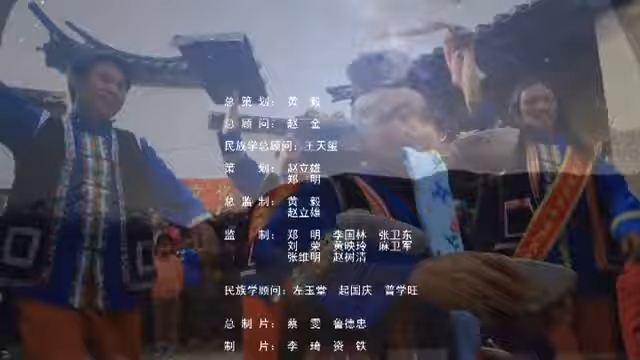 总策划：黄 毅
总顾问：赵 金
民族学总顾问：王天玺
策 划：赵立雄
郑 明
总监制：黄 毅
赵立雄
监 制：郑 明 李国林 张卫东
刘 荣 黄映玲 麻卫军
张维明 赵树清
民族学顾问：左玉堂 起国庆 普学旺
总制片：蔡 雯 鲁德忠
制 片：李 琦 资 铁